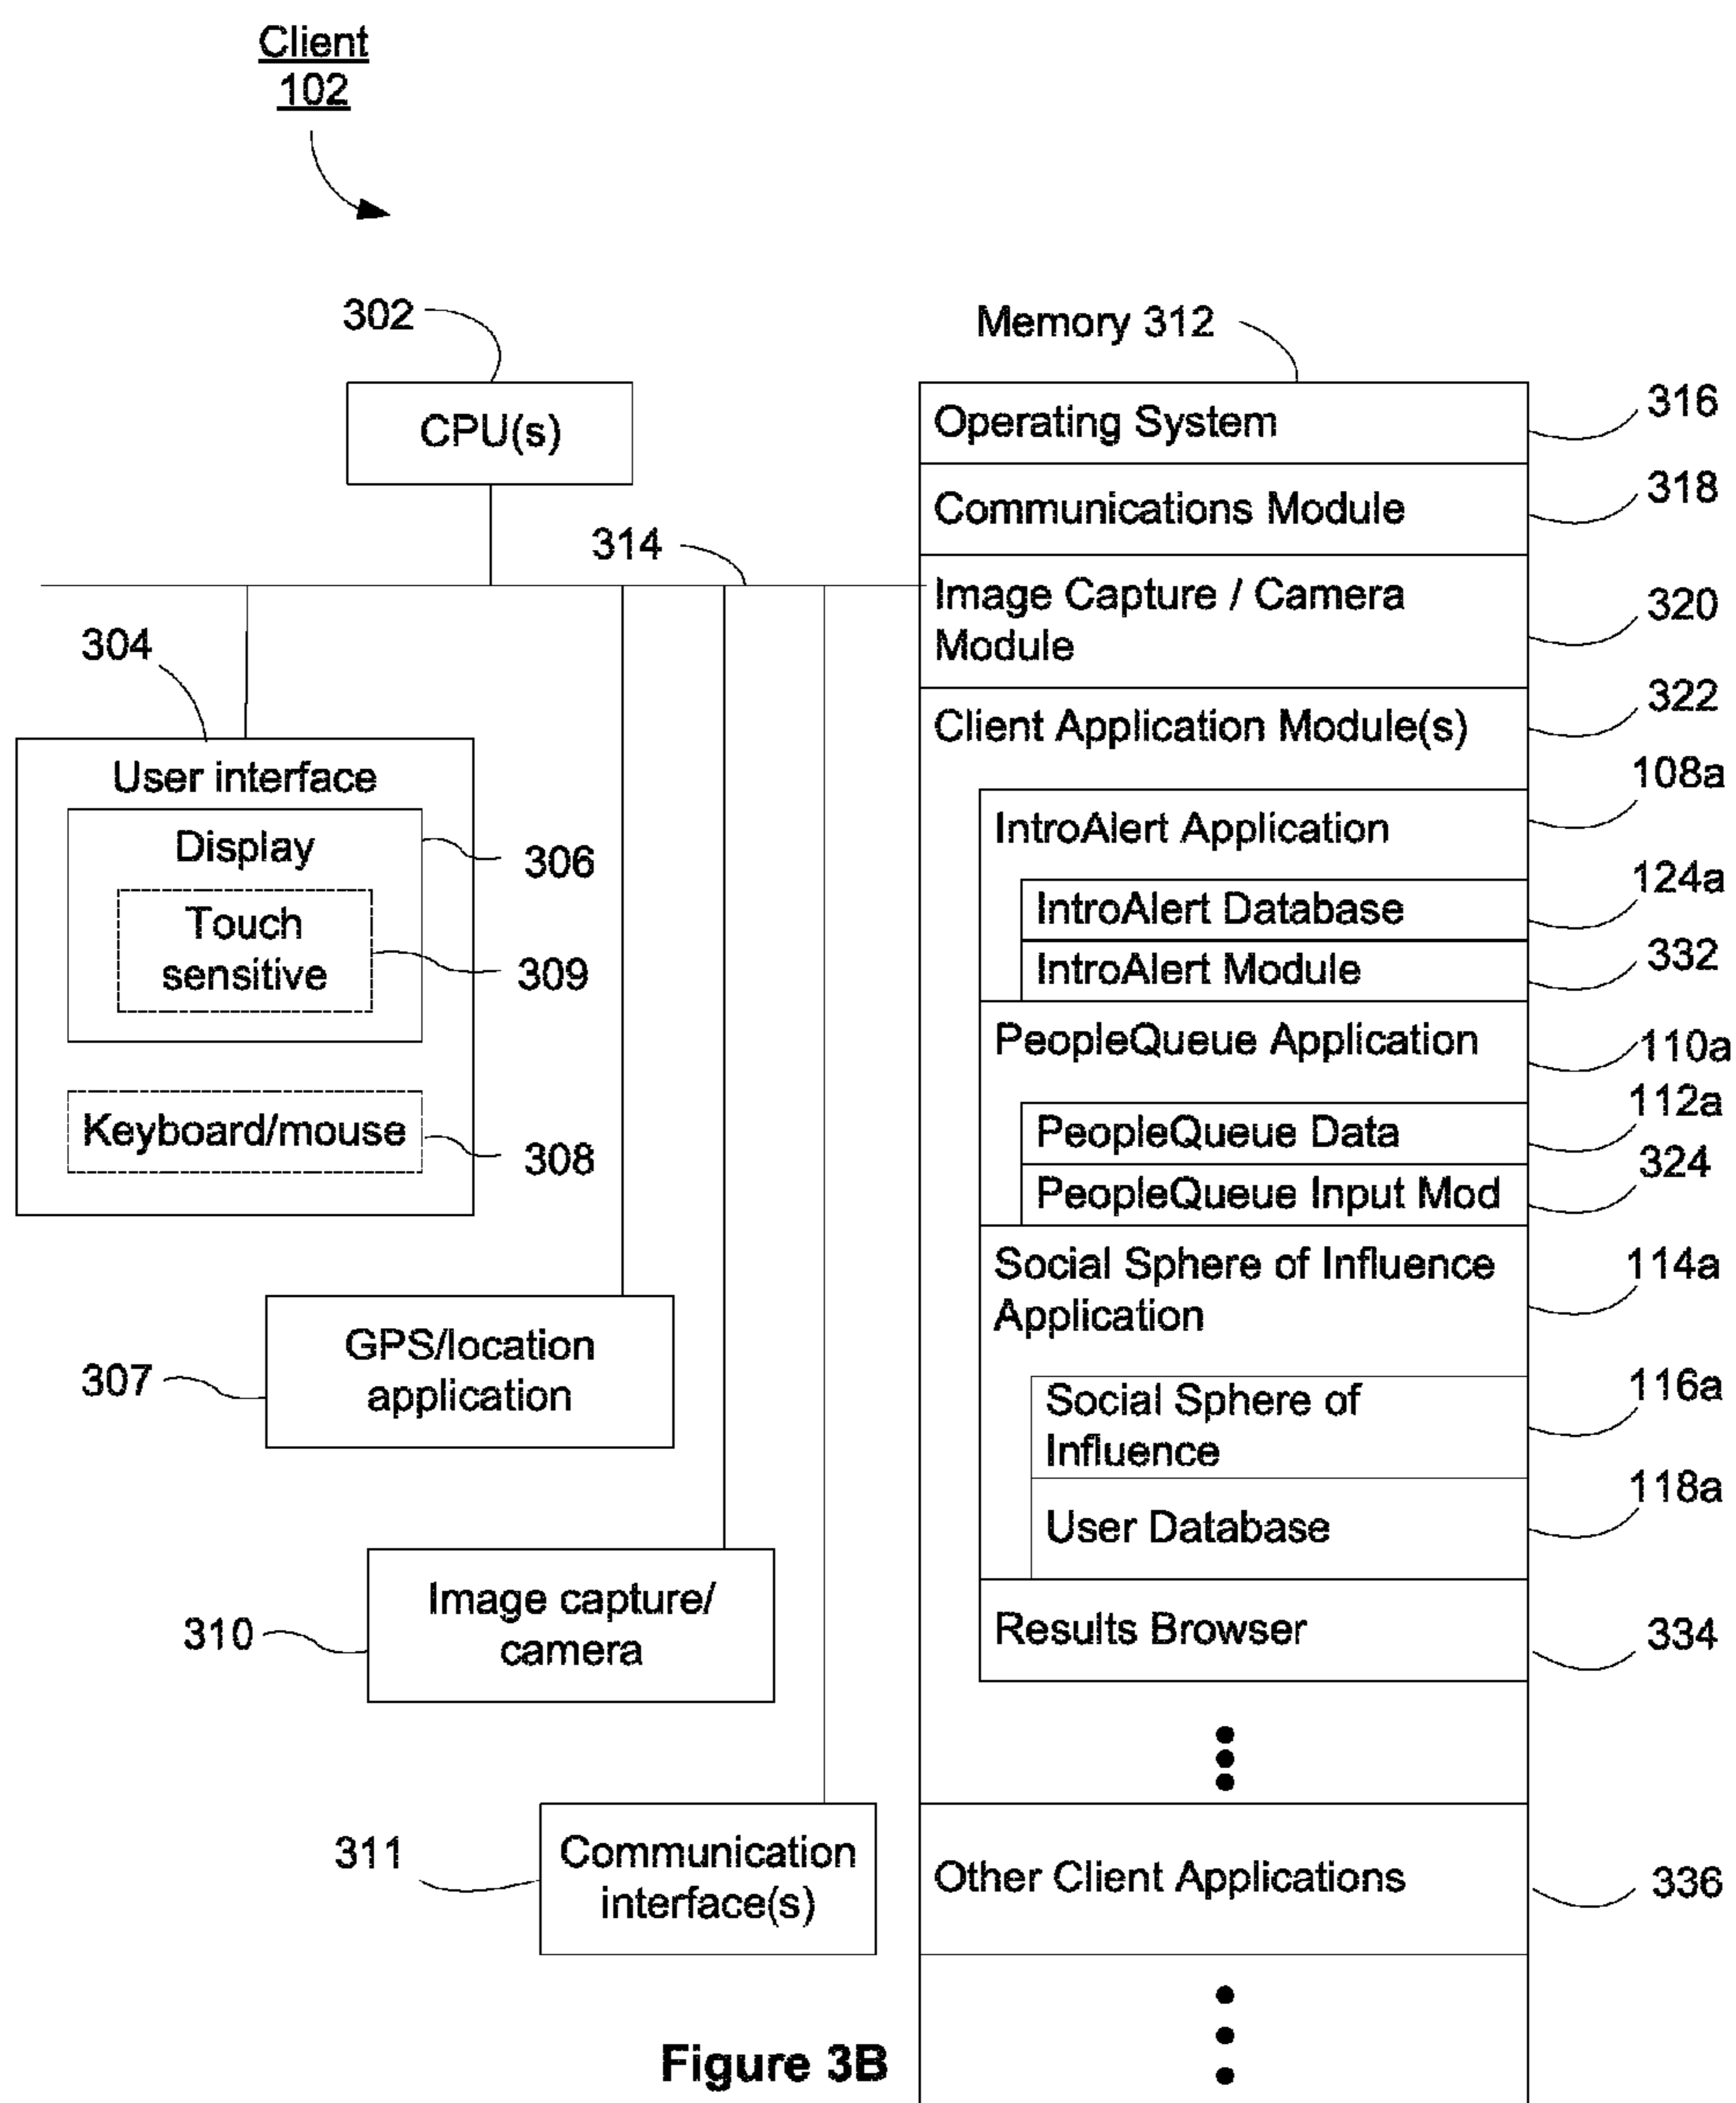 Client
102
302
CPU(s)
314
304
User interface
Display
306
Touch
sensitive
309
Keyboard/mouse
308
GPS/location
application
307
Image capture/
camera
310
Communication
interface(s)
311
Memory 312
Operating System
316
Communications Module
318
Image Capture / Camera
Module
320
Client Application Module(s)
322
IntroAlert Application
108a
IntroAlert Database
124a
IntroAlert Module
332
PeopleQueue Application
110a
PeopleQueue Data
112a
PeopleQueue Input Mod
324
Social Sphere of Influence
Application
114a
Social Sphere of
Influence
116a
User Database
118a
Results Browser
334
Other Client Applications
336
Figure 3B